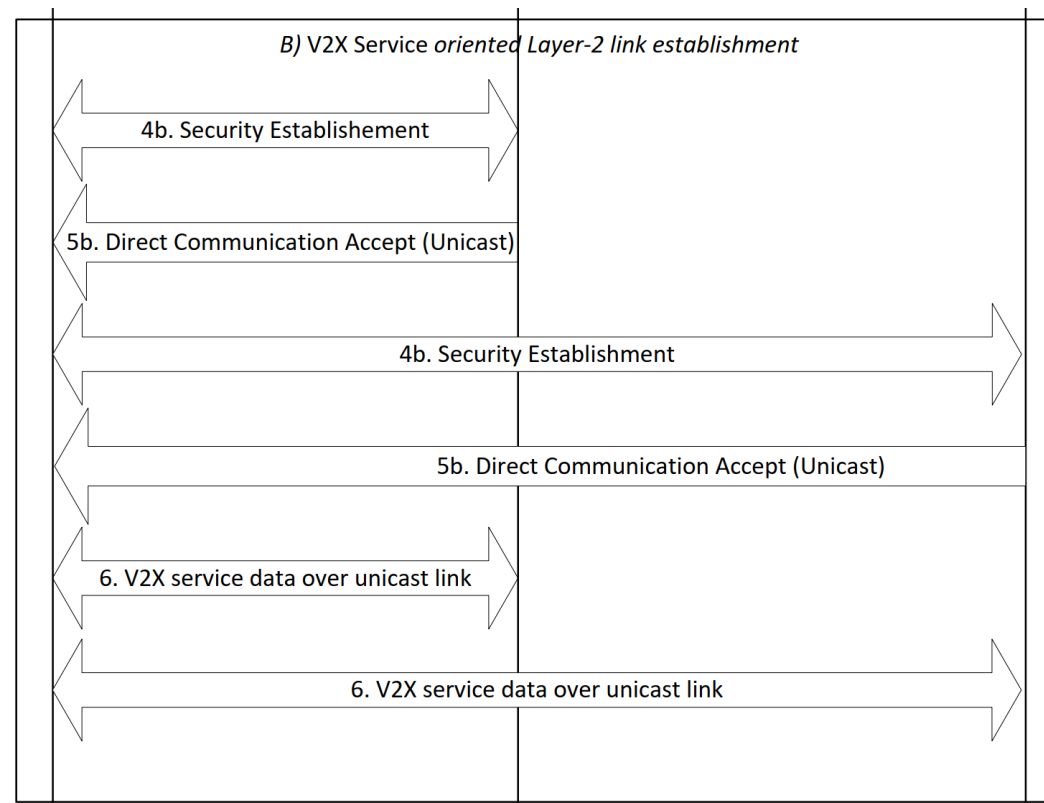 B) V2X Service oriented Layer-2 link establishment
4b. Security Establishement
5b. Direct Communication Accept (Unicast)
4b. Security Establishment
5b. Direct Communication Accept (Unicast)
6. V2X service data over unicast link
6. V2X service data over unicast link